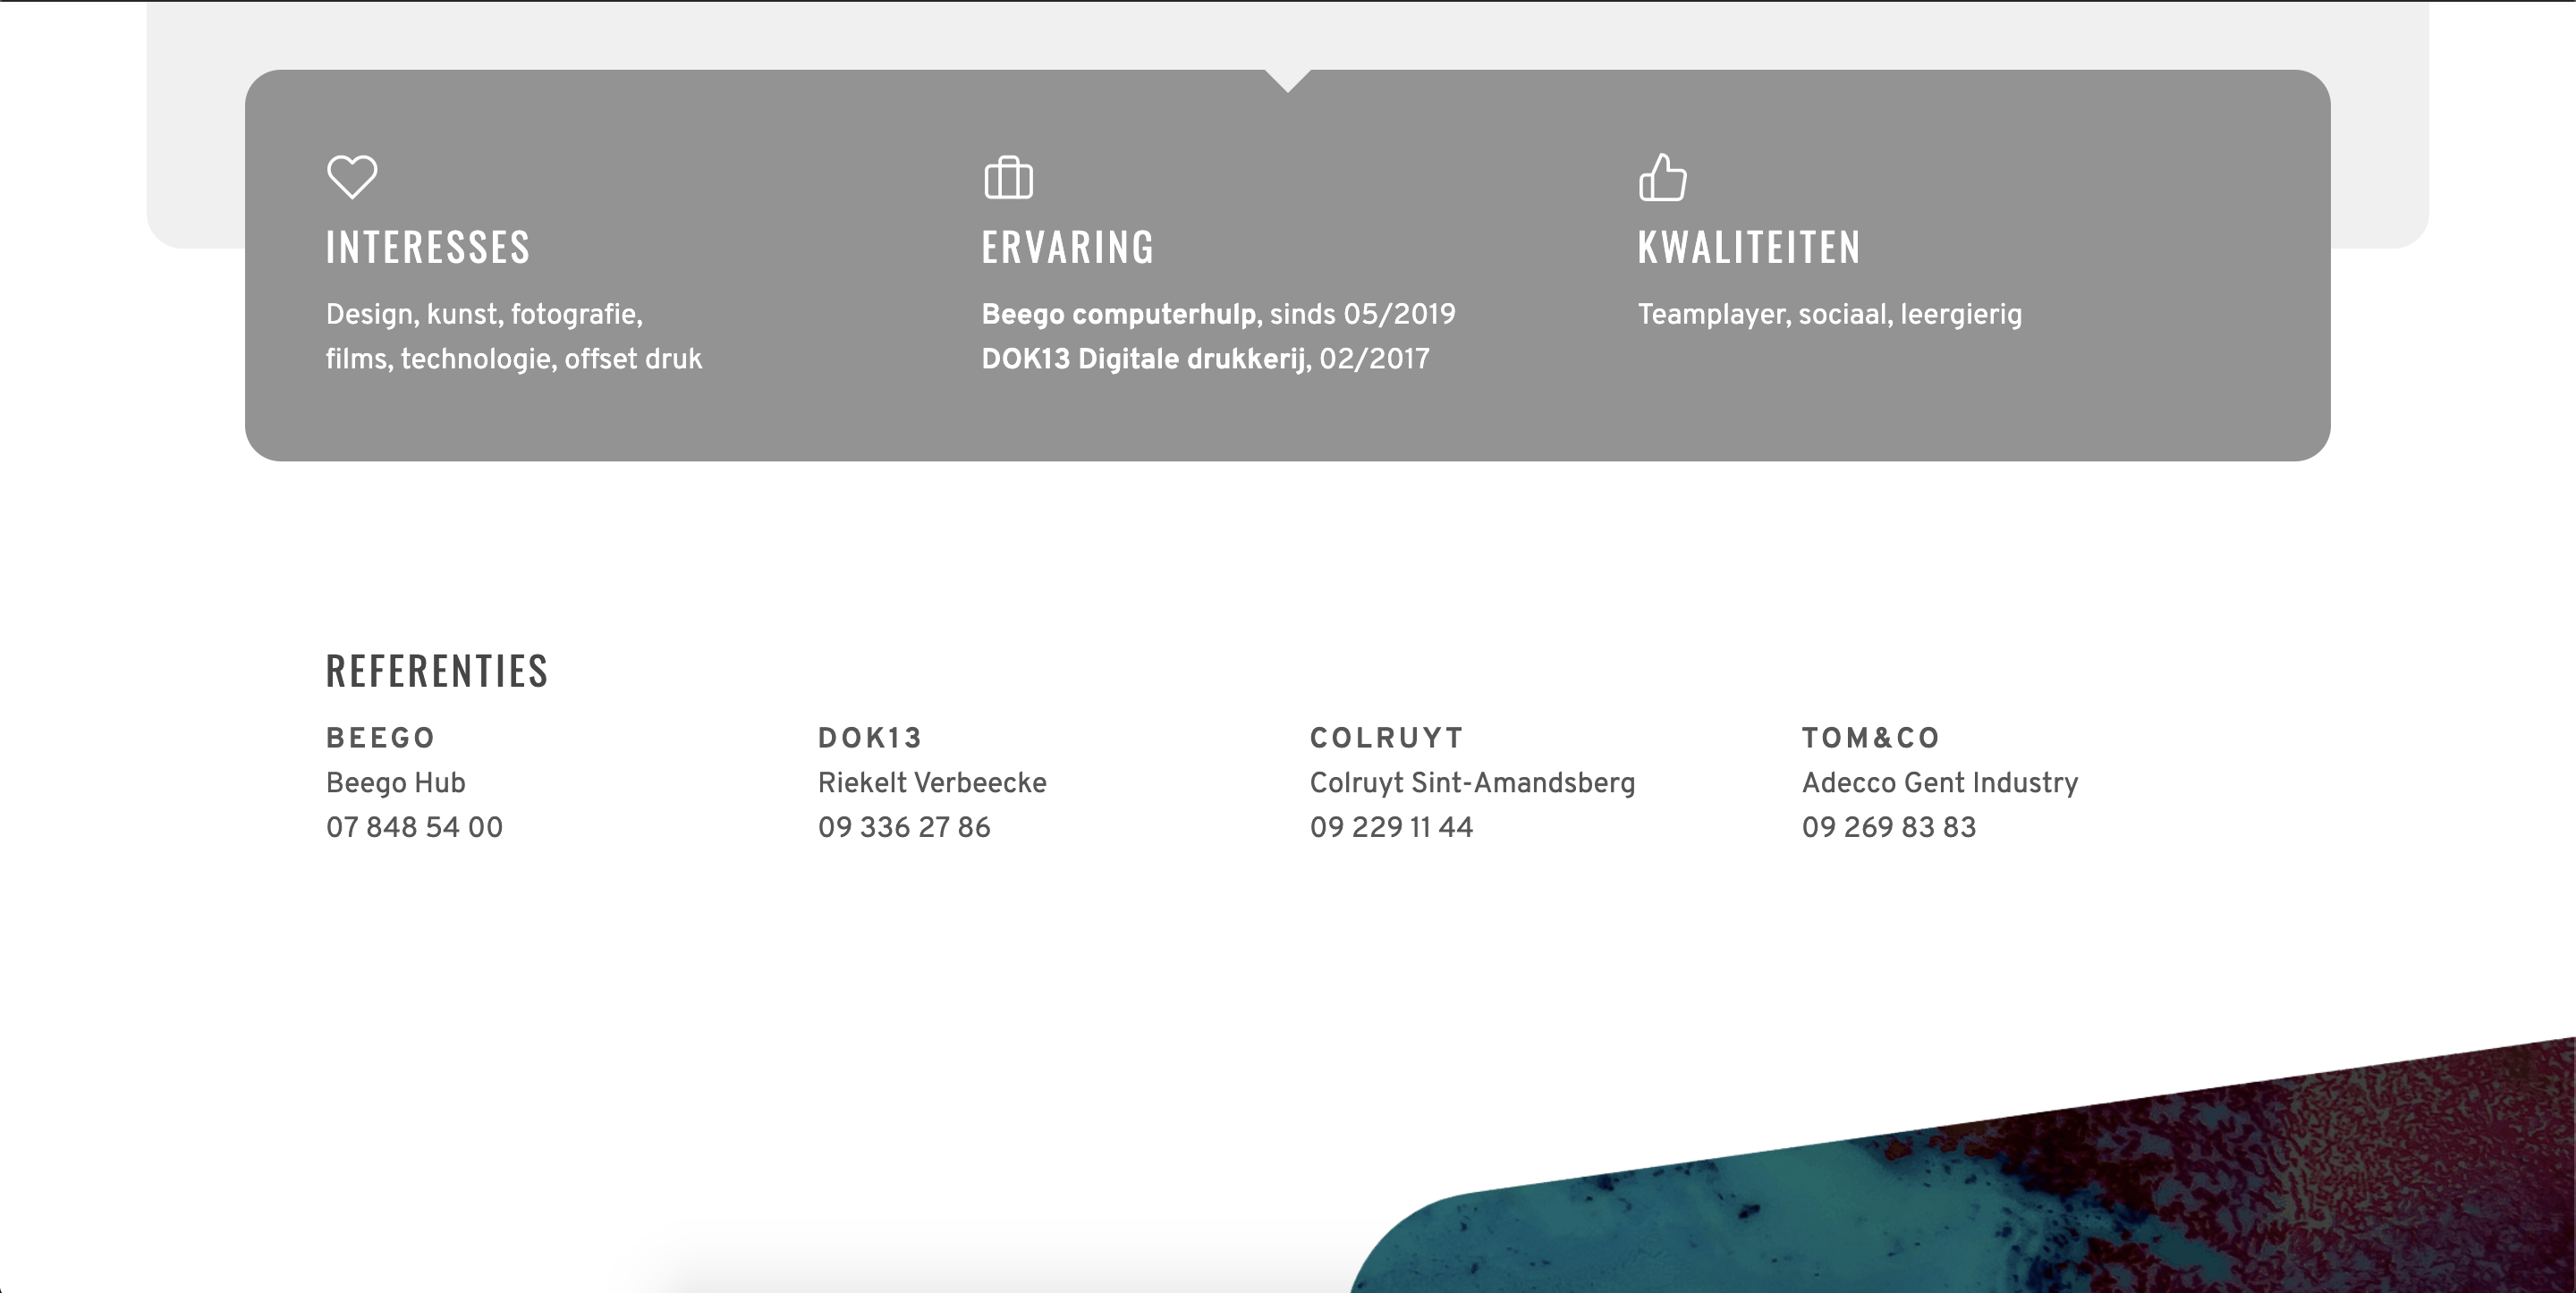 INTERESSES
Design, kunst, fotografie,
films, technologie, offset druk
ERVARING
Beego computerhulp, sinds 05/2019
DOK13 Digitale drukkerij, 02/2017
KWALITEITEN
Teamplayer, sociaal, leergierig
REFERENTIES
BEEGO
Beego Hub
07 848 54 00
DOK13
Riekelt Verbeecke
09 336 27 86
COLRUYT
Colruyt Sint-Amandsberg
09 229 11 44
TOM&CO
Adecco Gent Industry
09 269 83 83